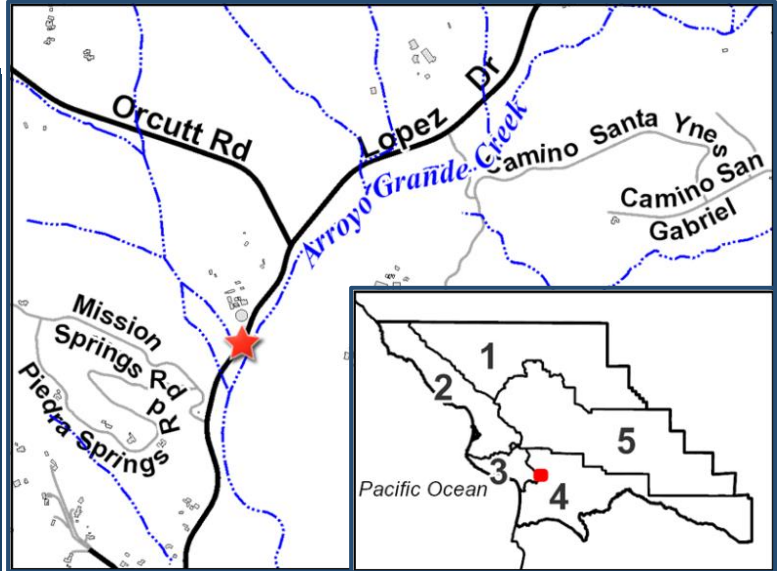 Orcutt Rd
Lopez Dr
Arroyo Grande Creek
Camino Santa Ynes
Camino San
Gabriel
Mission
Springs Rd
Piedra Springs Rd
1
2
5
3
4
Pacific Ocean